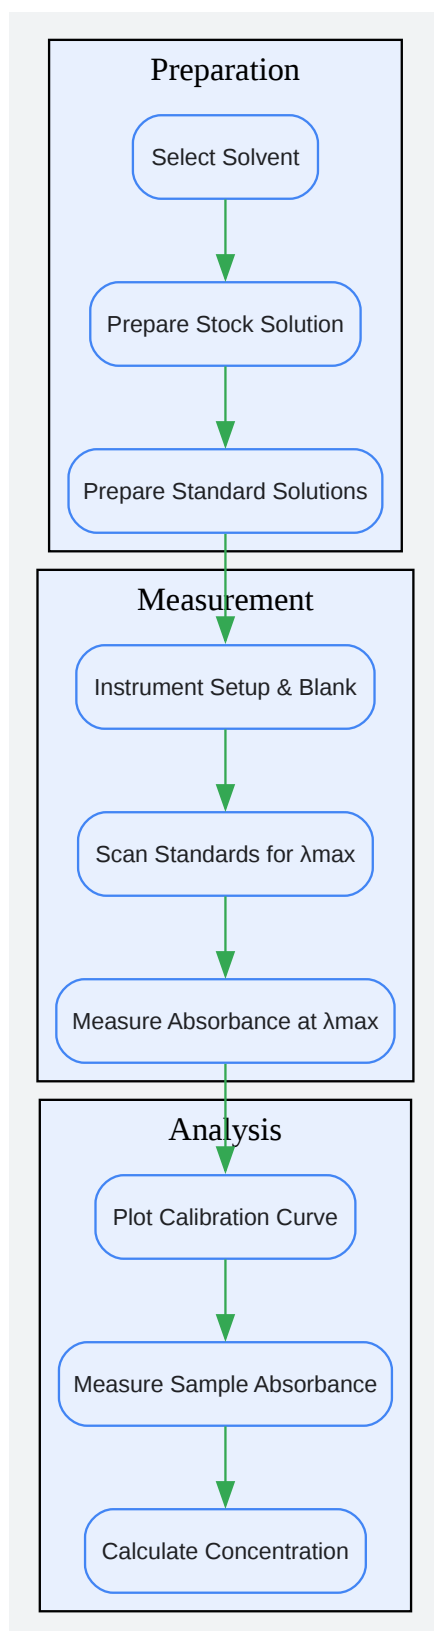 Preparation
Select Solvent
Prepare Stock Solution
Prepare Standard Solutions
Measurement
Instrument Setup & Blank
Scan Standards for λmax
Measure Absorbance at λmax
Analysis
Plot Calibration Curve
Measure Sample Absorbance
Calculate Concentration